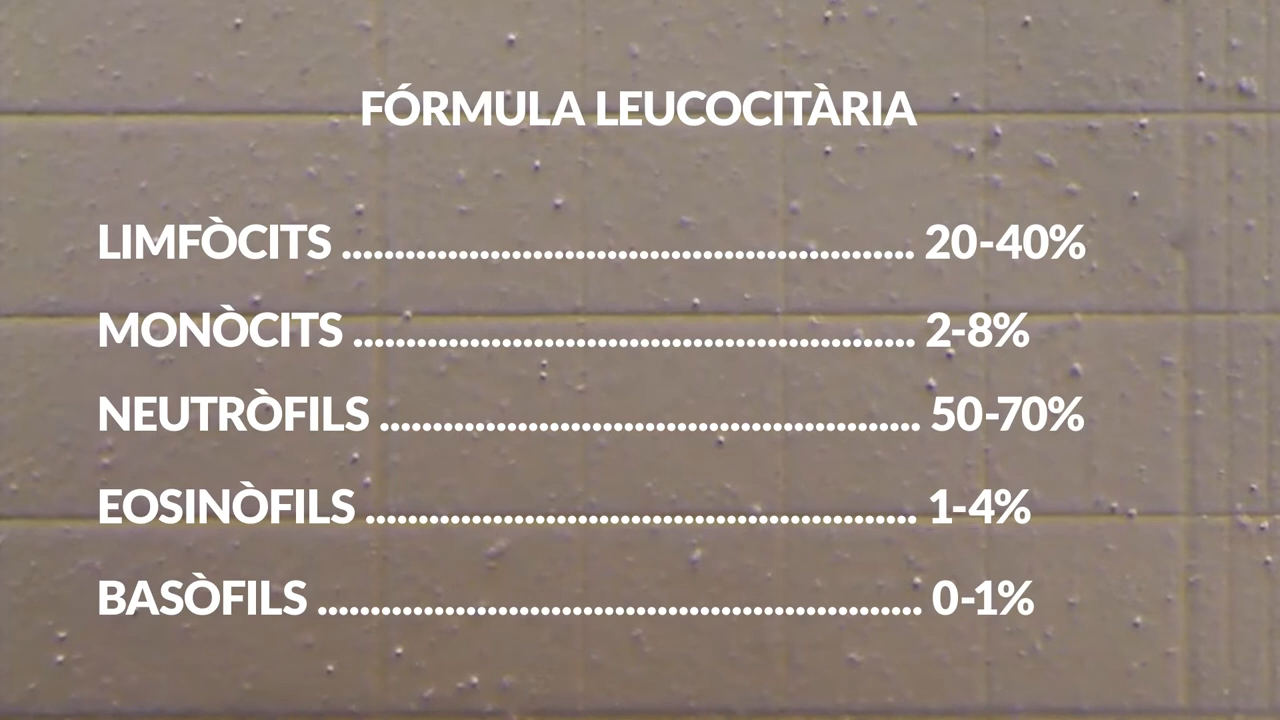 FÓRMULA LEUCOCITÀRIA
LIMFÒCITS ........................................................ 20-40%
MONÒCITS ....................................................... 2-8%
NEUTRÒFILS ..................................................... 50-70%
EOSINÒFILS ...................................................... 1-4%
BASÒFILS ........................................................... 0-1%